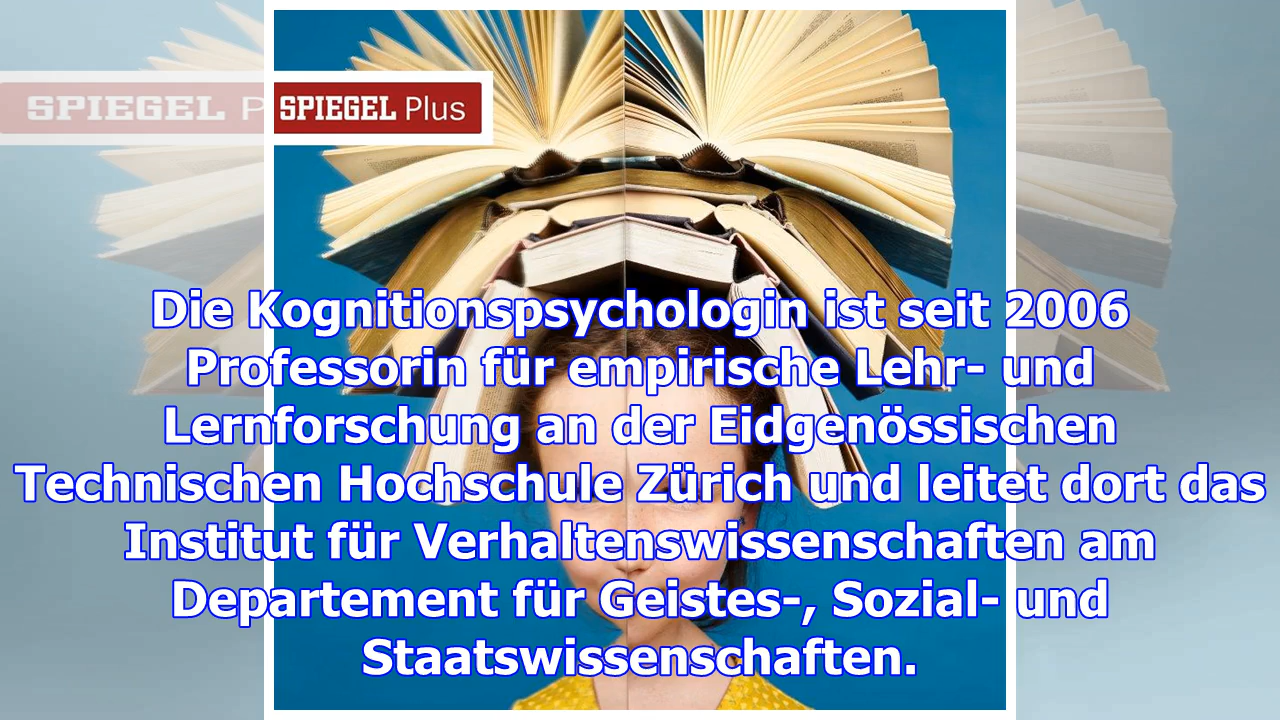 SPIEGEL P
SPIEGEL Plus
Die Kognitionspsychologin ist seit 2006
Professorin für empirische Lehr- und
Lernforschung an der Eidgenössischen
Technischen Hochschule Zürich und leitet dort das
Institut für Verhaltenswissenschaften am
Departement für Geistes-, Sozial- und
Staatswissenschaften.